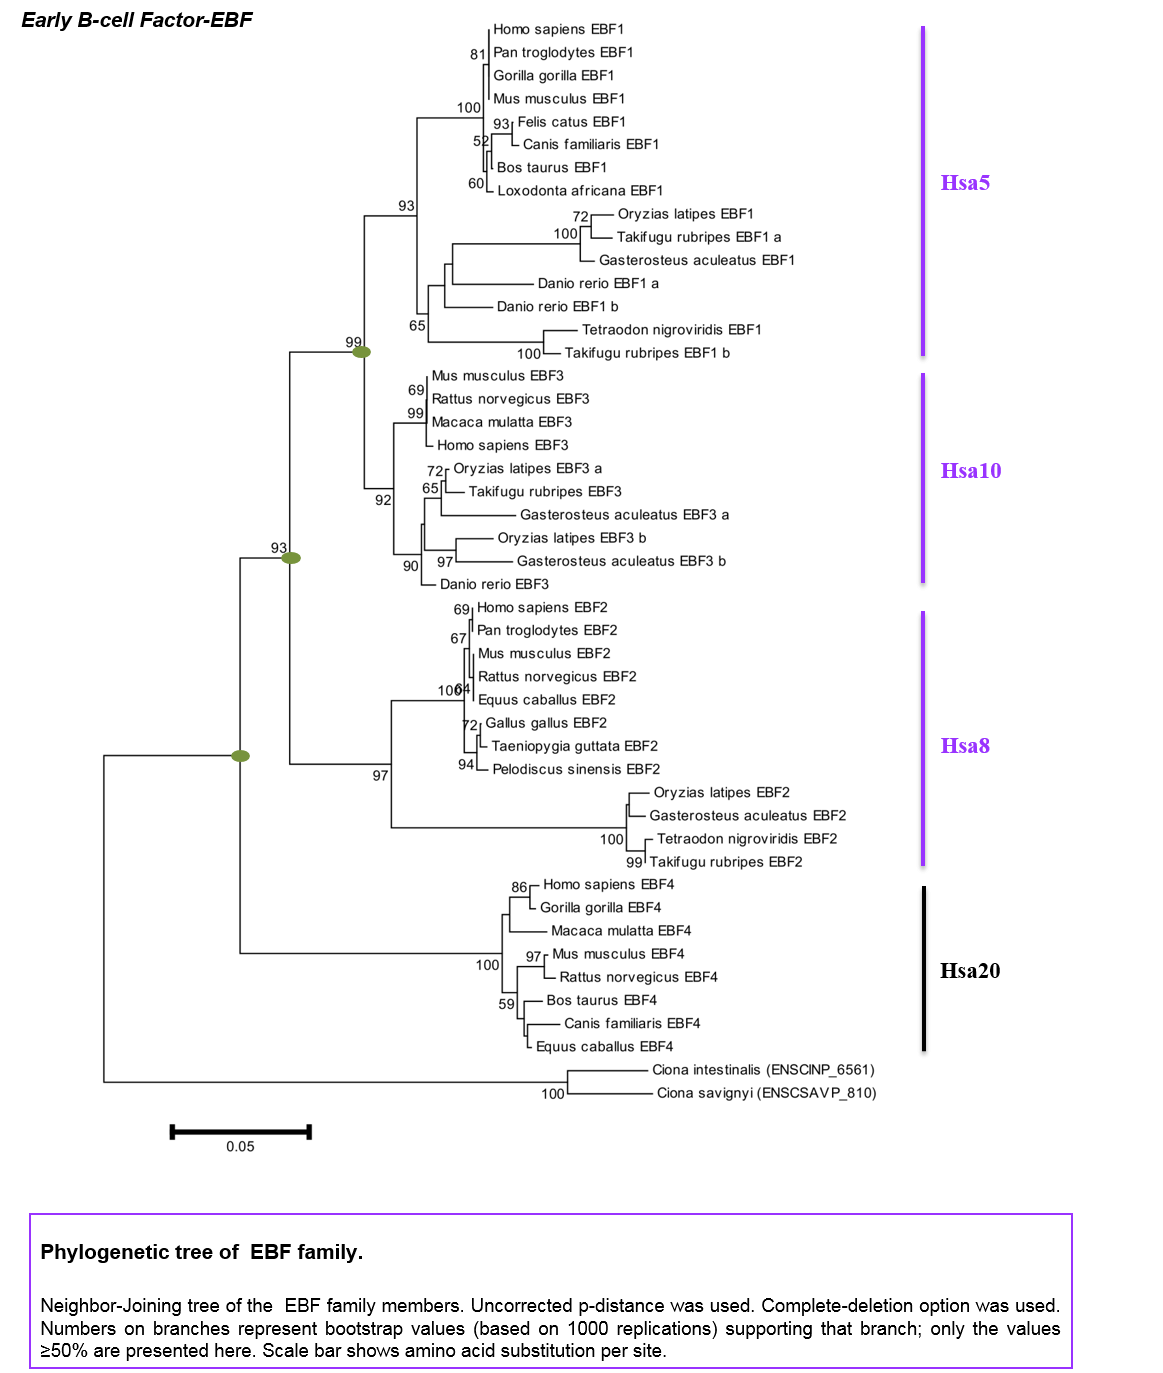 Early B-cell Factor-EBF
Homo sapiens EBF1
81
Pan troglodytes EBF1
Gorilla gorilla EBF1
Mus musculus EBF1
100
93
Felis catus EBF1
52
Canis familiaris EBF1
Bos taurus EBF1
60
Loxodonta africana EBF1
Hsa5
93
72
Oryzias latipes EBF1
100
Takifugu rubripes EBF1 a
Gasterosteus aculeatus EBF1
Danio rerio EBF1 a
Danio rerio EBF1 b
65
Tetraodon nigroviridis EBF1
100
Takifugu rubripes EBF1 b
99
Mus musculus EBF3
69
Rattus norvegicus EBF3
99
Macaca mulatta EBF3
Homo sapiens EBF3
72
Oryzias latipes EBF3 a
Hsa10
65
Takifugu rubripes EBF3
92
Gasterosteus aculeatus EBF3 a
Oryzias latipes EBF3 b
97
Gasterosteus aculeatus EBF3 b
90
Danio rerio EBF3
93
69
Homo sapiens EBF2
67
Pan troglodytes EBF2
Mus musculus EBF2
Rattus norvegicus EBF2
100
64
Equus caballus EBF2
72
Gallus gallus EBF2
Taeniopygia guttata EBF2
94
Pelodiscus sinensis EBF2
Hsa8
97
Oryzias latipes EBF2
Gasterosteus aculeatus EBF2
100
Tetraodon nigroviridis EBF2
99
Takifugu rubripes EBF2
86
Homo sapiens EBF4
Gorilla gorilla EBF4
Macaca mulatta EBF4
100
97
Mus musculus EBF4
Rattus norvegicus EBF4
Hsa20
59
Bos taurus EBF4
Canis familiaris EBF4
Equus caballus EBF4
Ciona intestinalis (ENSCINP_6561)
100
Ciona savignyi (ENSCSAVP_810)
0.05
Phylogenetic tree of EBF family.
Neighbor-Joining tree of the EBF family members. Uncorrected p-distance was used. Complete-deletion option was used.
Numbers on branches represent bootstrap values (based on 1000 replications) supporting that branch; only the values
≥50% are presented here. Scale bar shows amino acid substitution per site.